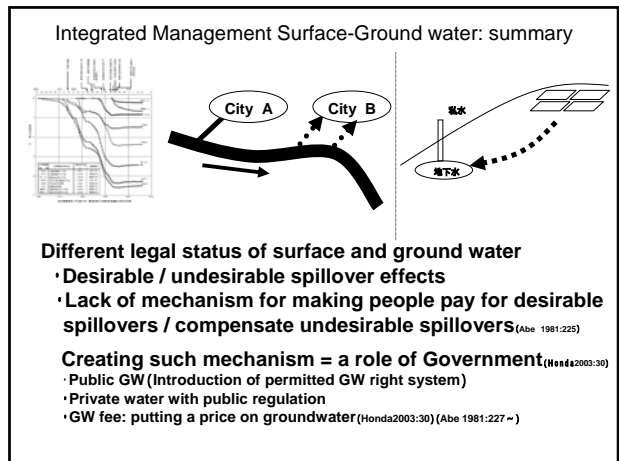 Integrated Management Surface-Ground water: summary
City A
City B
私水
地下水
Different legal status of surface and ground water
・Desirable / undesirable spillover effects
・Lack of mechanism for making people pay for desirable
spillovers / compensate undesirable spillovers(Abe 1981:225)
Creating such mechanism = a role of Government(Honda2003:30)
・Public GW(Introduction of permitted GW right system)
・Private water with public regulation
・GW fee: putting a price on groundwater(Honda2003:30)(Abe 1981:227~)